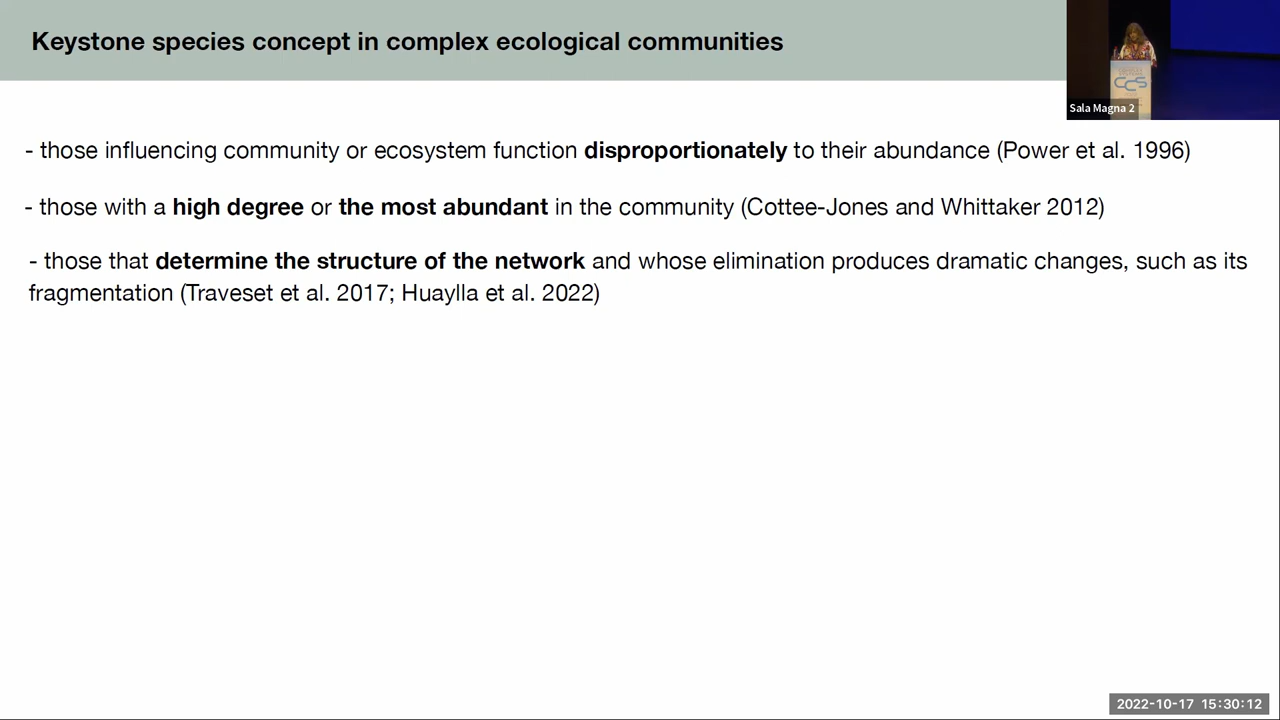 Keystone species concept in complex ecological communities
CCS
Sala Magna 2
- those influencing community or ecosystem function disproportionately to their abundance (Power et al. 1996)
- those with a high degree or the most abundant in the community (Cottee-Jones and Whittaker 2012)
- those that determine the structure of the network and whose elimination produces dramatic changes, such as its
fragmentation (Traveset et al. 2017; Huaylla et al. 2022)
2022-10-17 15:30:12